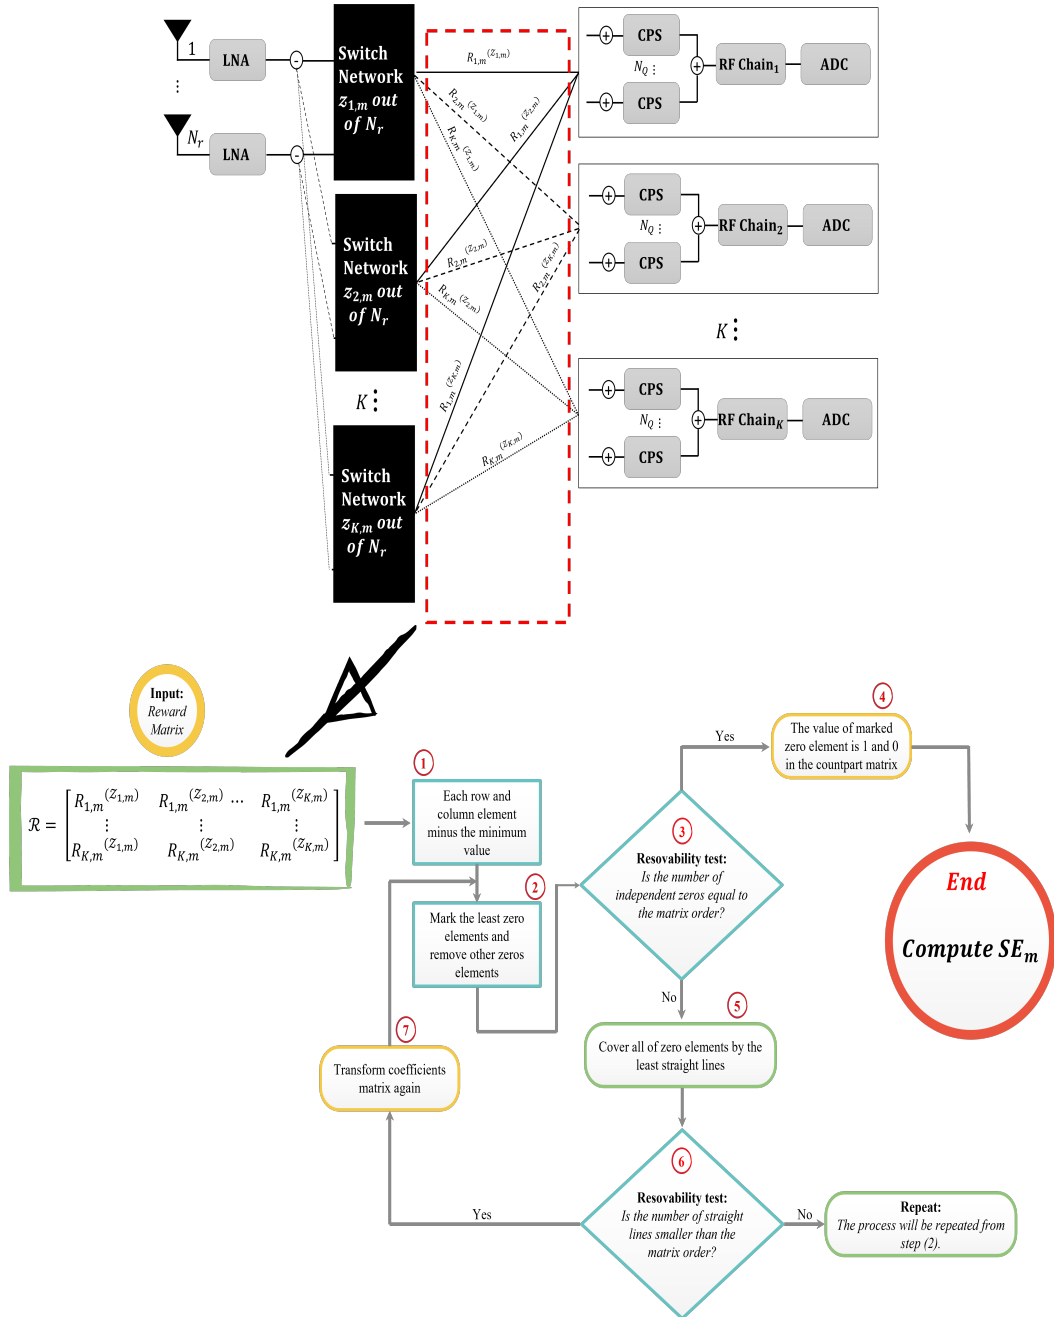 1
⋮
N_r
LNA
LNA
-
-
Switch
Network
z_{1,m} out
of N_r
Switch
Network
z_{2,m} out
of N_r
K ⋮
Switch
Network
z_{K,m} out
of N_r
R_{1,m}^{(z_{1,m})}
R_{2,m}^{(z_{1,m})}
R_{K,m}^{(z_{1,m})}
R_{1,m}^{(z_{2,m})}
R_{2,m}^{(z_{2,m})}
R_{K,m}^{(z_{2,m})}
R_{1,m}^{(z_{K,m})}
R_{2,m}^{(z_{K,m})}
R_{K,m}^{(z_{K,m})}
+ CPS
N_Q ⋮
+ CPS
+ RF Chain_1 ADC
+ CPS
N_Q ⋮
+ CPS
+ RF Chain_2 ADC
K ⋮
+ CPS
N_Q ⋮
+ CPS
+ RF Chain_K ADC
Input:
Reward
Matrix
R_{1,m}^{(z_{1,m})} R_{1,m}^{(z_{2,m})} ⋯ R_{1,m}^{(z_{K,m})}
ℛ = ⋮ ⋮ ⋮
R_{K,m}^{(z_{1,m})} R_{K,m}^{(z_{2,m})} R_{K,m}^{(z_{K,m})}
1
Each row and
column element
minus the minimum
value
2
Mark the least zero
elements and
remove other zeros
elements
3
Resovability test:
Is the number of
independent zeros equal to
the matrix order?
Yes
4
The value of marked
zero element is 1 and 0
in the countpart matrix
End
Compute SE_m
No
5
Cover all of zero elements by the
least straight lines
6
Resovability test:
Is the number of straight
lines smaller than the
matrix order?
Yes
7
Transform coefficients
matrix again
No
Repeat:
The process will be repeated from
step (2).